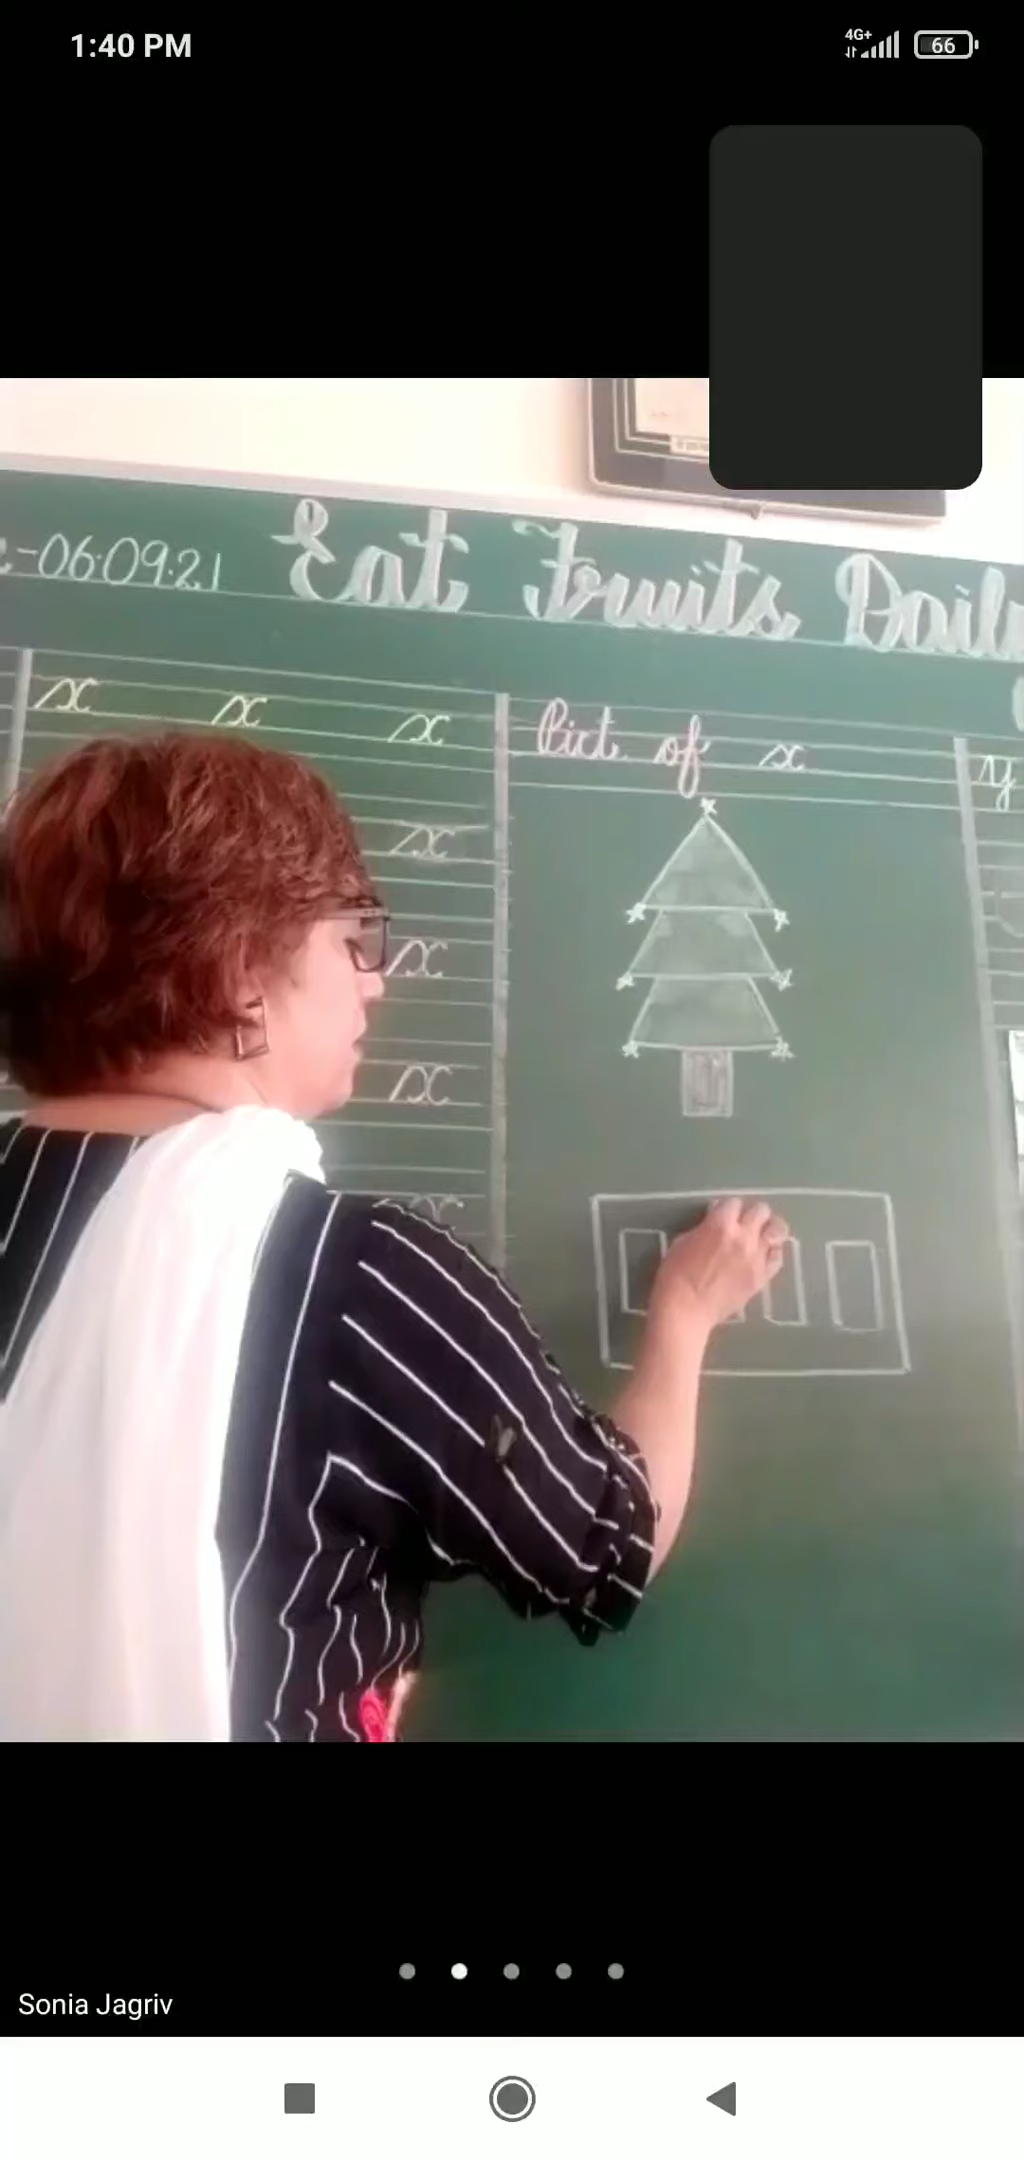 1:40 PM
4G+
66
-06.09.21 Eat Fruits Daily
x x x Pict. of x y
x
x
x
Sonia Jagriv